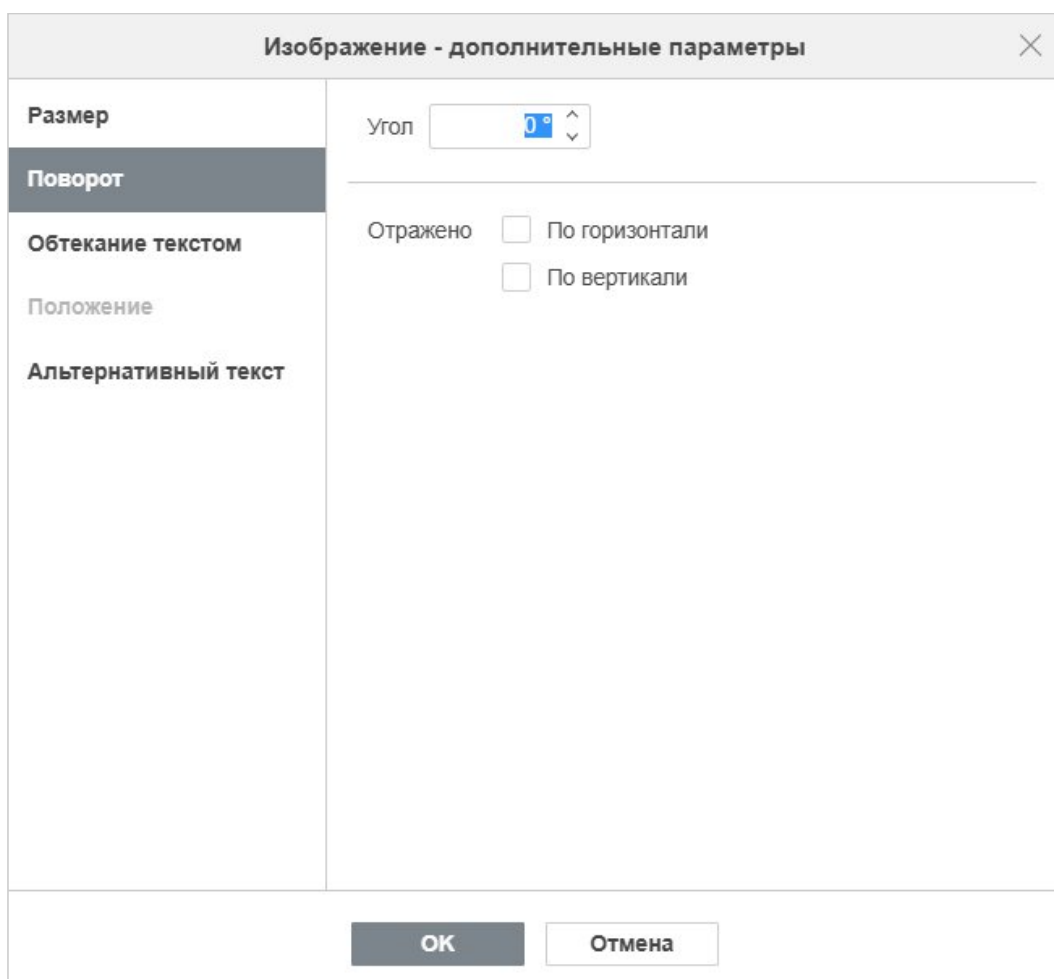 Изображение - дополнительные параметры
Размер
Поворот
Обтекание текстом
Положение
Альтернативный текст
Угол 0 °
Отражено По горизонтали
По вертикали
OK Отмена